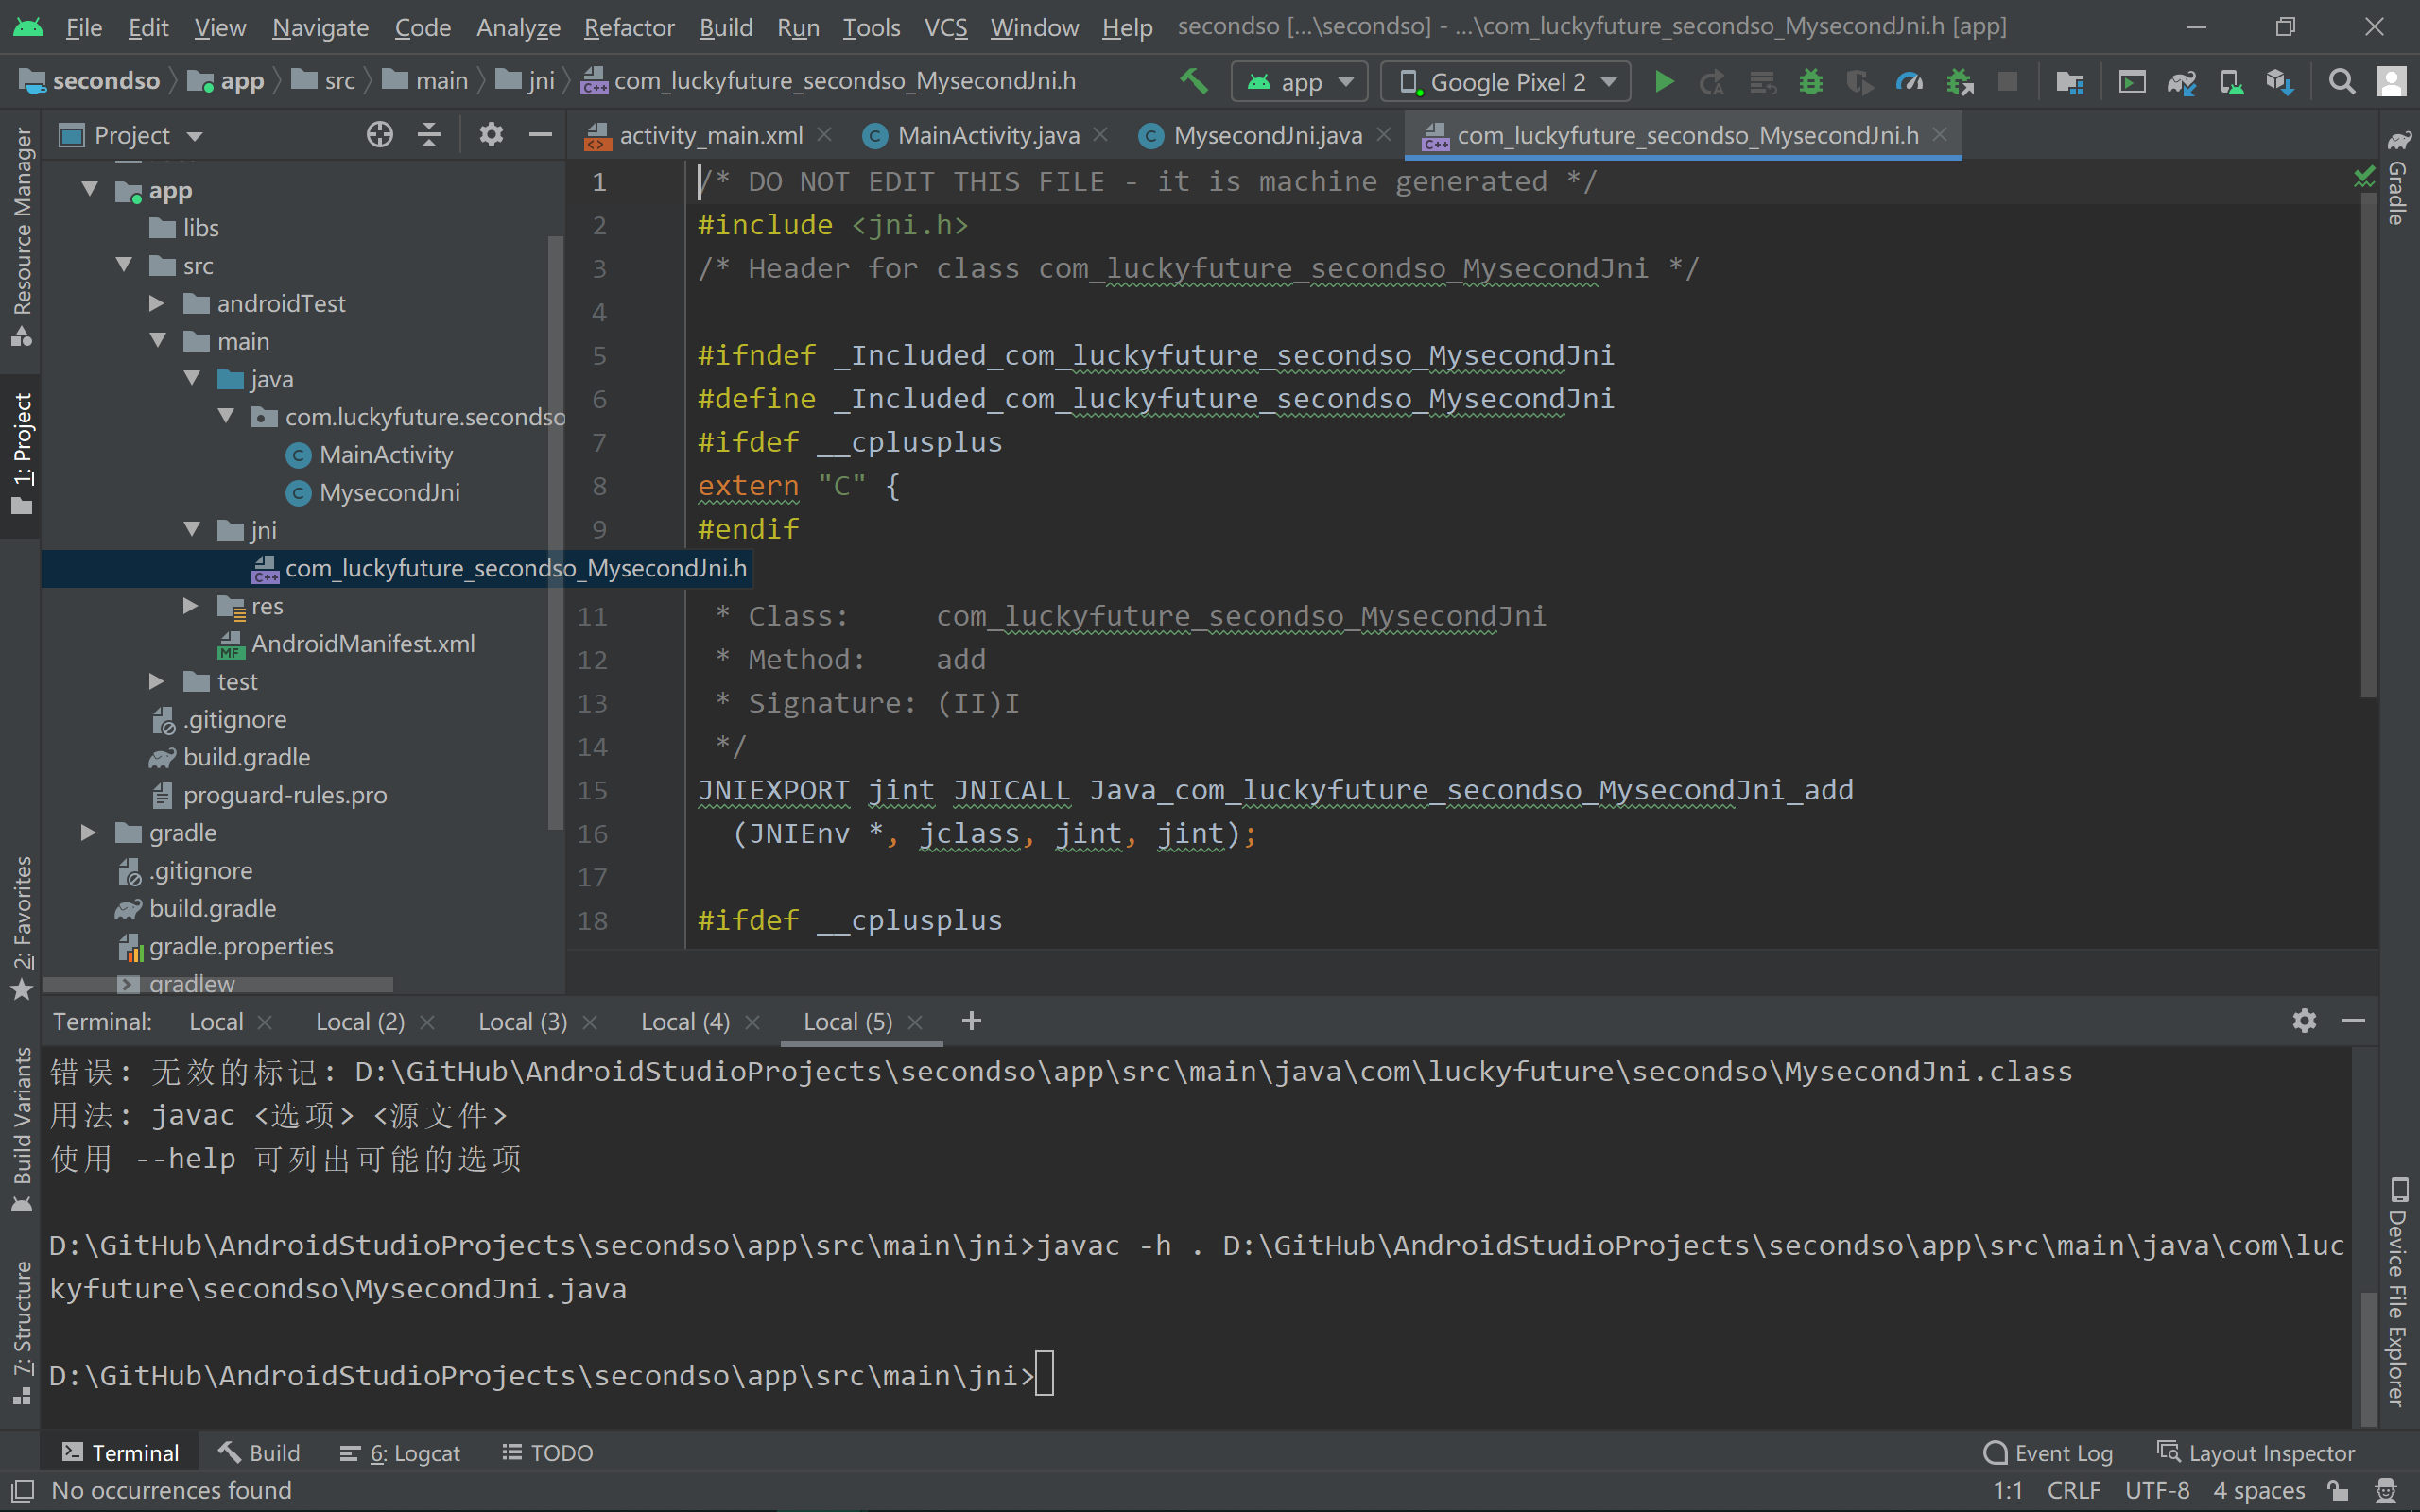 File Edit View Navigate Code Analyze Refactor Build Run Tools VCS Window Help secondso [...\secondso] - ...\com_luckyfuture_secondso_MysecondJni.h [app]
secondso app src main jni com_luckyfuture_secondso_MysecondJni.h app Google Pixel 2
Project
activity_main.xml MainActivity.java MysecondJni.java com_luckyfuture_secondso_MysecondJni.h
Resource Manager
1: Project
2: Favorites
Build Variants
7: Structure
app
libs
src
androidTest
main
java
com.luckyfuture.secondso
MainActivity
MysecondJni
jni
com_luckyfuture_secondso_MysecondJni.h
res
AndroidManifest.xml
test
.gitignore
build.gradle
proguard-rules.pro
gradle
.gitignore
build.gradle
gradle.properties
gradlew
1 /* DO NOT EDIT THIS FILE - it is machine generated */
2 #include <jni.h>
3 /* Header for class com_luckyfuture_secondso_MysecondJni */
4
5 #ifndef _Included_com_luckyfuture_secondso_MysecondJni
6 #define _Included_com_luckyfuture_secondso_MysecondJni
7 #ifdef __cplusplus
8 extern "C" {
9 #endif
11 * Class: com_luckyfuture_secondso_MysecondJni
12 * Method: add
13 * Signature: (II)I
14 */
15 JNIEXPORT jint JNICALL Java_com_luckyfuture_secondso_MysecondJni_add
16 (JNIEnv *, jclass, jint, jint);
17
18 #ifdef __cplusplus
Gradle
Device File Explorer
Terminal: Local Local (2) Local (3) Local (4) Local (5)
错误: 无效的标记: D:\GitHub\AndroidStudioProjects\secondso\app\src\main\java\com\luckyfuture\secondso\MysecondJni.class
用法: javac <选项> <源文件>
使用 --help 可列出可能的选项
D:\GitHub\AndroidStudioProjects\secondso\app\src\main\jni>javac -h . D:\GitHub\AndroidStudioProjects\secondso\app\src\main\java\com\luc
kyfuture\secondso\MysecondJni.java
D:\GitHub\AndroidStudioProjects\secondso\app\src\main\jni>
Terminal Build 6: Logcat TODO Event Log Layout Inspector
No occurrences found 1:1 CRLF UTF-8 4 spaces